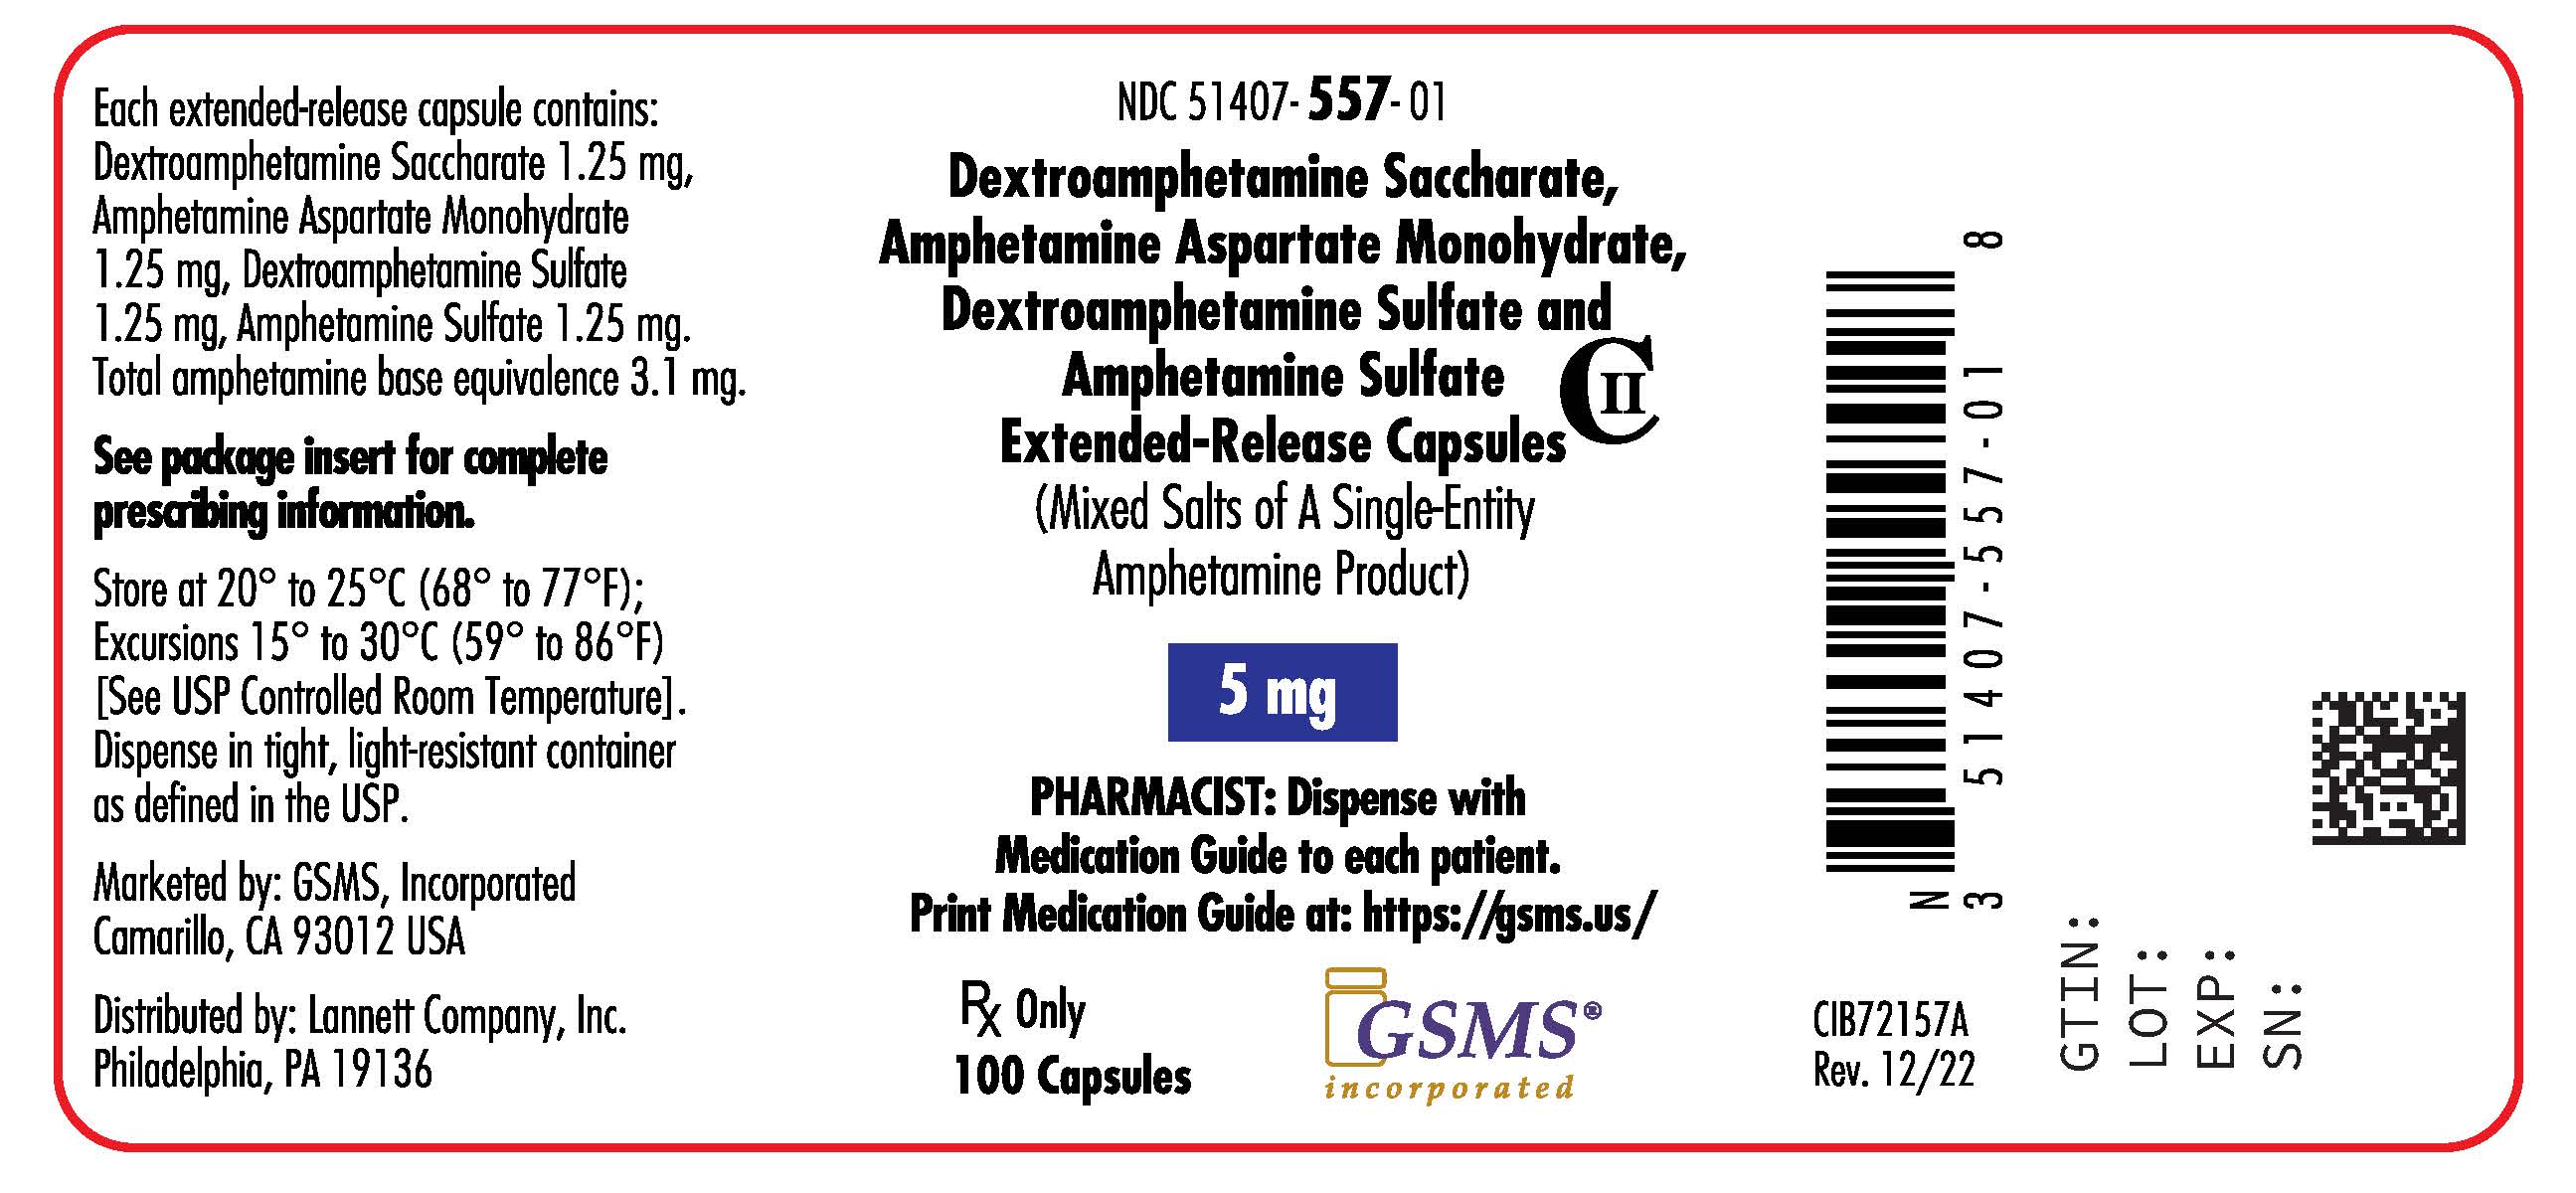 Each extended-release capsule contains:
Dextroamphetamine Saccharate 1.25 mg,
Amphetamine Aspartate Monohydrate
1.25 mg, Dextroamphetamine Sulfate
1.25 mg, Amphetamine Sulfate 1.25 mg.
Total amphetamine base equivalence 3.1 mg.
See package insert for complete
prescribing information.
Store at 20° to 25°C (68° to 77°F);
Excursions 15° to 30°C (59° to 86°F)
[See USP Controlled Room Temperature].
Dispense in tight, light-resistant container
as defined in the USP.
Marketed by: GSMS, Incorporated
Camarillo, CA 93012 USA
Distributed by: Lannett Company, Inc.
Philadelphia, PA 19136
NDC 51407-557-01
Dextroamphetamine Saccharate,
Amphetamine Aspartate Monohydrate,
Dextroamphetamine Sulfate and
Amphetamine Sulfate
Extended-Release Capsules
CII
(Mixed Salts of A Single-Entity
Amphetamine Product)
5 mg
PHARMACIST: Dispense with
Medication Guide to each patient.
Print Medication Guide at: https://gsms.us/
Rx Only
100 Capsules
GSMS®
incorporated
N
3 51407-557-01 8
CIB72157A
Rev. 12/22
GTIN:
LOT:
EXP:
SN: